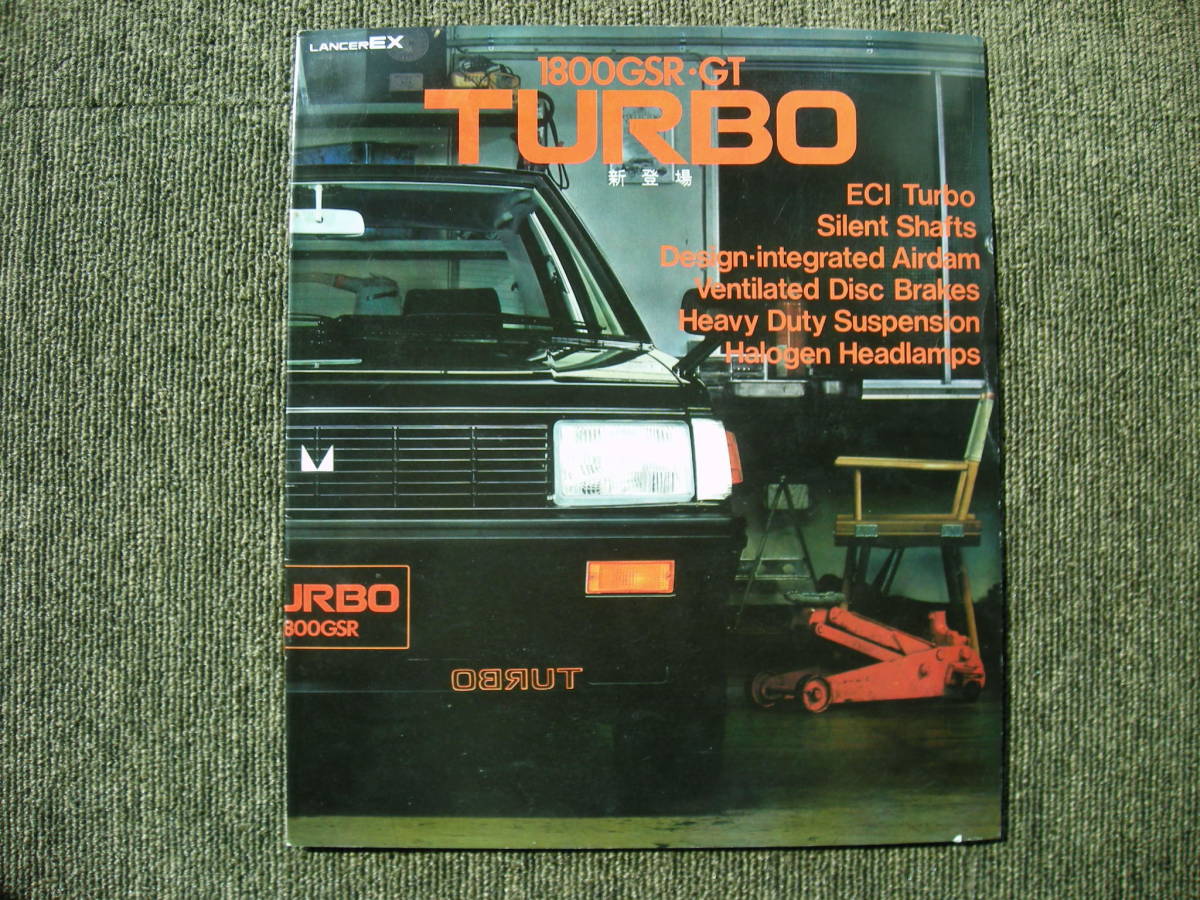 LANCER EX
1800GSR·GT
TURBO
新登場
ECI Turbo
Silent Shafts
Design·integrated Airdam
Ventilated Disc Brakes
Heavy Duty Suspension
Halogen Headlamps
URBO
800GSR
TURBO